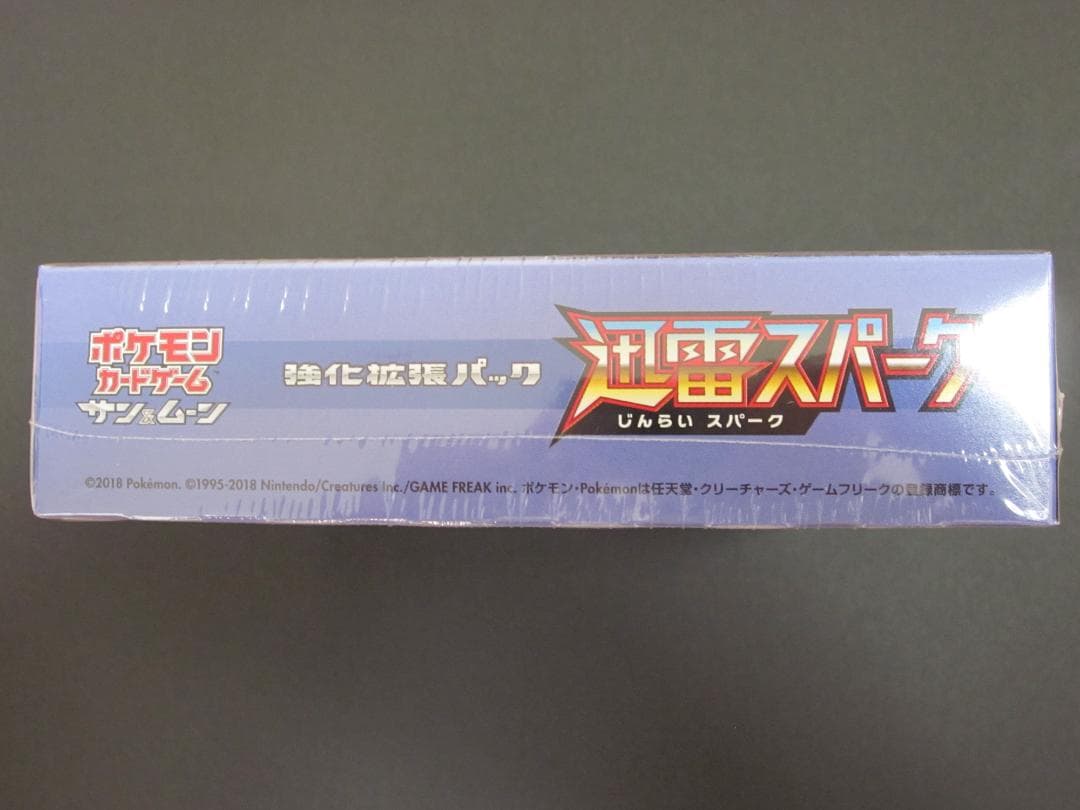 ポケモン
カードゲーム
サン&ムーン
強化拡張パック
迅雷スパーク
じんらい スパーク
©2018 Pokémon. ©1995-2018 Nintendo/Creatures Inc./GAME FREAK inc. ポケモン・Pokémonは任天堂・クリーチャーズ・ゲームフリークの登録商標です。